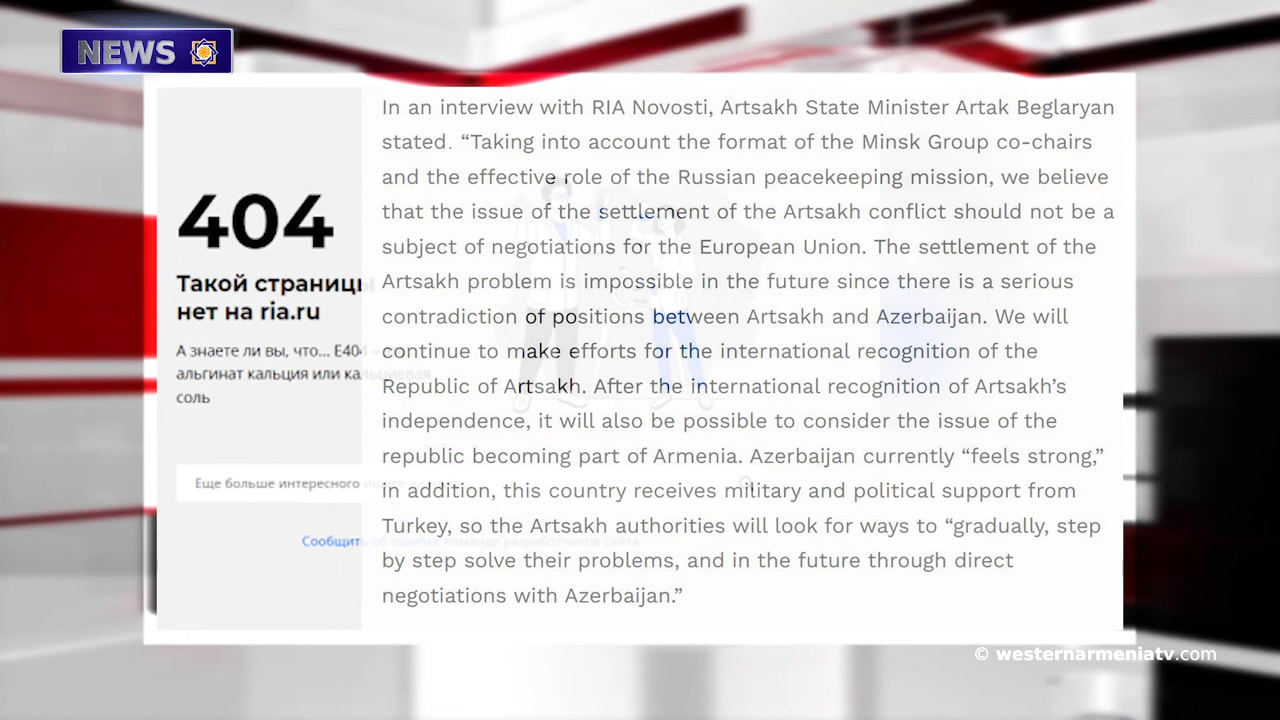 NEWS
In an interview with RIA Novosti, Artsakh State Minister Artak Beglaryan
stated. “Taking into account the format of the Minsk Group co-chairs
and the effective role of the Russian peacekeeping mission, we believe
that the issue of the settlement of the Artsakh conflict should not be a
subject of negotiations for the European Union. The settlement of the
Artsakh problem is impossible in the future since there is a serious
contradiction of positions between Artsakh and Azerbaijan. We will
continue to make efforts for the international recognition of the
Republic of Artsakh. After the international recognition of Artsakh’s
independence, it will also be possible to consider the issue of the
republic becoming part of Armenia. Azerbaijan currently “feels strong,”
in addition, this country receives military and political support from
Turkey, so the Artsakh authorities will look for ways to “gradually, step
by step solve their problems, and in the future through direct
negotiations with Azerbaijan.”
404
Такой страницы
нет на ria.ru
А знаете ли вы, что... E404 –
альгинат кальция или кальциевая
соль
Еще больше интересного
Сообщить об ошибке команде разработчиков сайта
© westernarmeniatv.com